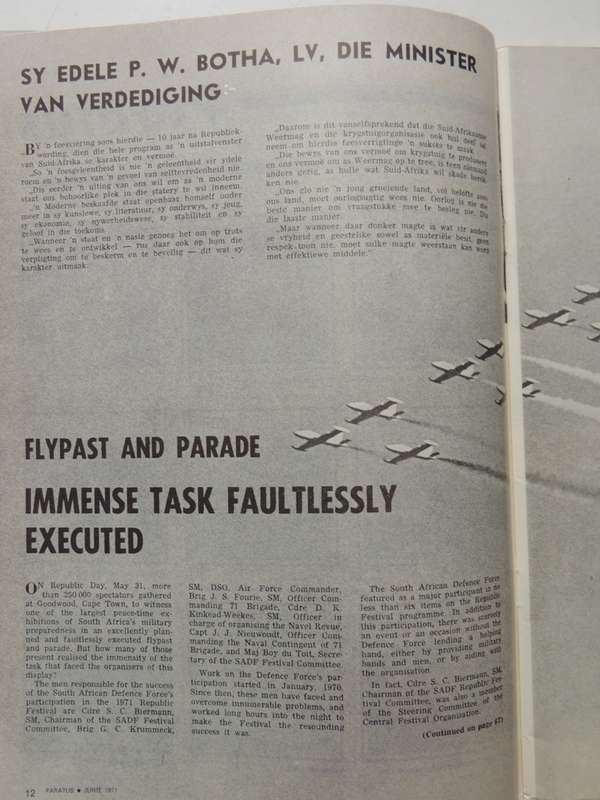 SY EDELE P. W. BOTHA, LV, DIE MINISTER
VAN VERDEDIGING
„BY 'n feesviering soos hierdie — 10 jaar na Republiek-
wording, dien die hele program as 'n uitstalvenster
van Suid-Afrika se karakter en vermoë.
„So 'n feesgeleentheid is nie 'n geleentheid vir ydele
roem en 'n bewys van 'n gevoel van selftevredenheid nie.
„Dis eerder 'n uiting van ons wil om as 'n moderne
staat ons behoorlike plek in die statery te wil inneem.
„'n Moderne beskaafde staat openbaar homself onder
meer in sy kunslewe, sy literatuur, sy onderwys, sy jeug,
sy ekonomie, sy nywerheidswese, sy stabiliteit en sy
geloof in die toekoms.
„Wanneer 'n staat en 'n nasie genoeg het om op trots
te wees en te ontwikkel — rus daar ook op hom die
verpligting om te beskerm en te beveilig — dit wat sy
karakter uitmaak.
„Daarom is dit vanselfsprekend dat die Suid-Afrikaanse
Weermag en die krygstuigorganisasie ook hul deel sal
neem om hierdie feesvieringe 'n sukses te maak.
„Die bewys van ons vermoë om krygstuig te produseer
en ons vermoë om as Weermag op te tree, is teen niemand
anders gerig, as hulle wat Suid-Afrika wil skade berok-
ken nie.
„Ons glo nie 'n jong groeiende land, vol beloftes soos
ons land, moet oorlogsugtig wees nie. Oorlog is nie die
beste manier om vraagstukke mee te besleg nie. Dis
die laaste manier.
„Maar wanneer daar donker magte is wat vir andere
se vryheid en geestelike sowel as materiële besit, geen
respek toon nie, moet sulke magte weerstaan kan word
met effektiewe middele."
FLYPAST AND PARADE
IMMENSE TASK FAULTLESSLY
EXECUTED
ON Republic Day, May 31, more
than 250 000 spectators gathered
at Goodwood, Cape Town, to witness
one of the largest peace-time ex-
hibitions of South Africa's military
preparedness in an excellently plan-
ned and faultlessly executed flypast
and parade. But how many of those
present realised the immensity of the
task that faced the organisers of this
display?
The men responsible for the success
of the South African Defence Force's
participation in the 1971 Republic
Festival are Cdre S. C. Biermann,
SM, Chairman of the SADF Festival
Committee, Brig G. C. Krummeck,
SM, DSO, Air Force Commander,
Brig J. S. Fourie, SM, Officer Com-
manding 71 Brigade, Cdre D. K.
Kinkead-Weekes, SM, Officer in
charge of organising the Navel Revue,
Capt J. J. Nieuwoudt, Officer Com-
manding the Naval Contingent of 71
Brigade, and Maj Boy du Toit, Secre-
tary of the SADF Festival Committee.
Work on the Defence Force's par-
ticipation started in January, 1970.
Since then, these men have faced and
overcome innumerable problems, and
worked long hours into the night to
make the Festival the resounding
success it was.
The South African Defence Force
featured as a major participant in no
less than six items on the Republic
Festival programme. In addition to
this participation, there was scarcely
an event or an occasion without the
Defence Force lending a helping
hand, either by providing military
bands and men, or by aiding with
the organisation.
In fact, Cdre S. C. Biermann, SM,
Chairman of the SADF Republic Fes-
tival Committee, was also a member
of the Steering Committee of the
Central Festival Organisation.
(Continued on page 62)
12 PARATUS ★ JUNIE 1971